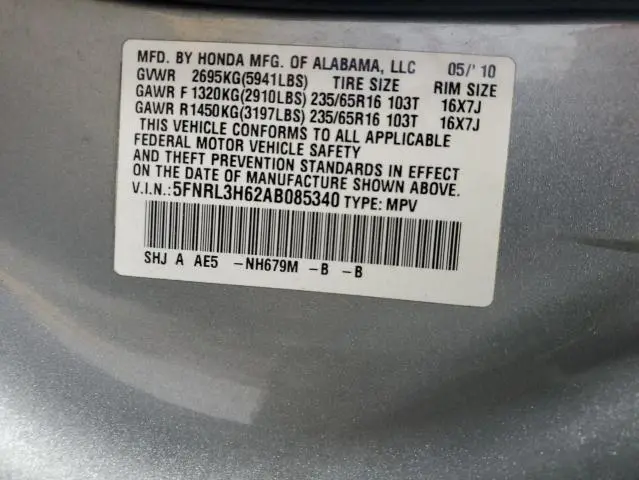 MFD. BY HONDA MFG. OF ALABAMA, LLC 05/'10
GVWR 2695KG(5941LBS) TIRE SIZE RIM SIZE
GAWR F 1320KG(2910LBS) 235/65R16 103T 16X7J
GAWR R1450KG(3197LBS) 235/65R16 103T 16X7J
THIS VEHICLE CONFORMS TO ALL APPLICABLE
FEDERAL MOTOR VEHICLE SAFETY
AND THEFT PREVENTION STANDARDS IN EFFECT
ON THE DATE OF MANUFACTURE SHOWN ABOVE.
V.I.N.:5FNRL3H62AB085340 TYPE: MPV
SHJ A AE5 -NH679M -B -B